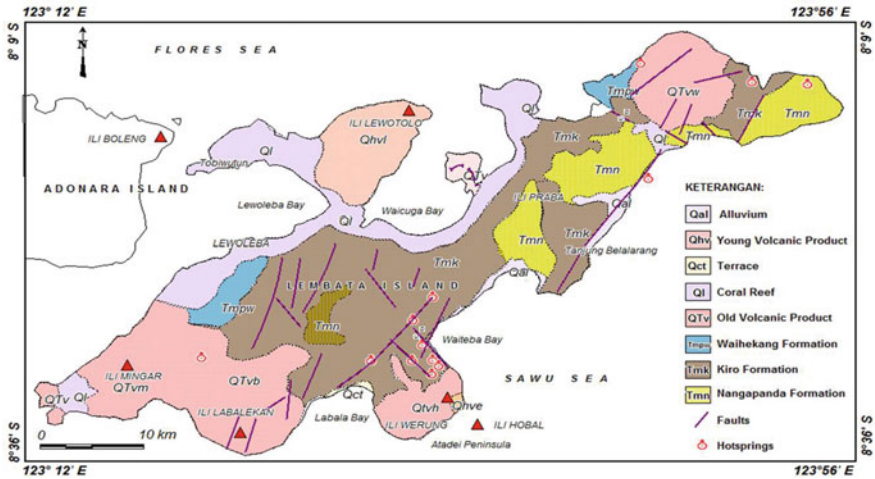 123° 12' E
123° 56' E
8° 9' S
8° 9' S
FLORES SEA
N
ILI BOLENG
ADONARA ISLAND
Tobiwutun
Ql
ILI LEWOTOLO
Qhvl
QTv
Ql
Tmpw
QTvw
Tmk
Tmn
Tmk
Ql
Tmn
Tmn
Lewoleba Bay
Waicuga Bay
ILI PRABA
Qal
LEWOLEBA
Ql
Tmn
Tmk
Tanjung Belalarang
Tmk
Qal
LEMBATA ISLAND
Tmpw
Tmn
Waiteba Bay
SAWU SEA
ILI MINGAR
QTvm
QTvb
QTv
Ql
Qct
ILI LABALEKAN
Labala Bay
Qtvh
Qhve
ILI WERUNG
ILI HOBAL
Atadei Peninsula
0 10 km
KETERANGAN:
Qal Alluvium
Qhv Young Volcanic Product
Qct Terrace
Ql Coral Reef
QTv Old Volcanic Product
Tmpw Waihekang Formation
Tmk Kiro Formation
Tmn Nangapanda Formation
Faults
Hotsprings
8° 36' S
8° 36' S
123° 12' E
123° 56' E